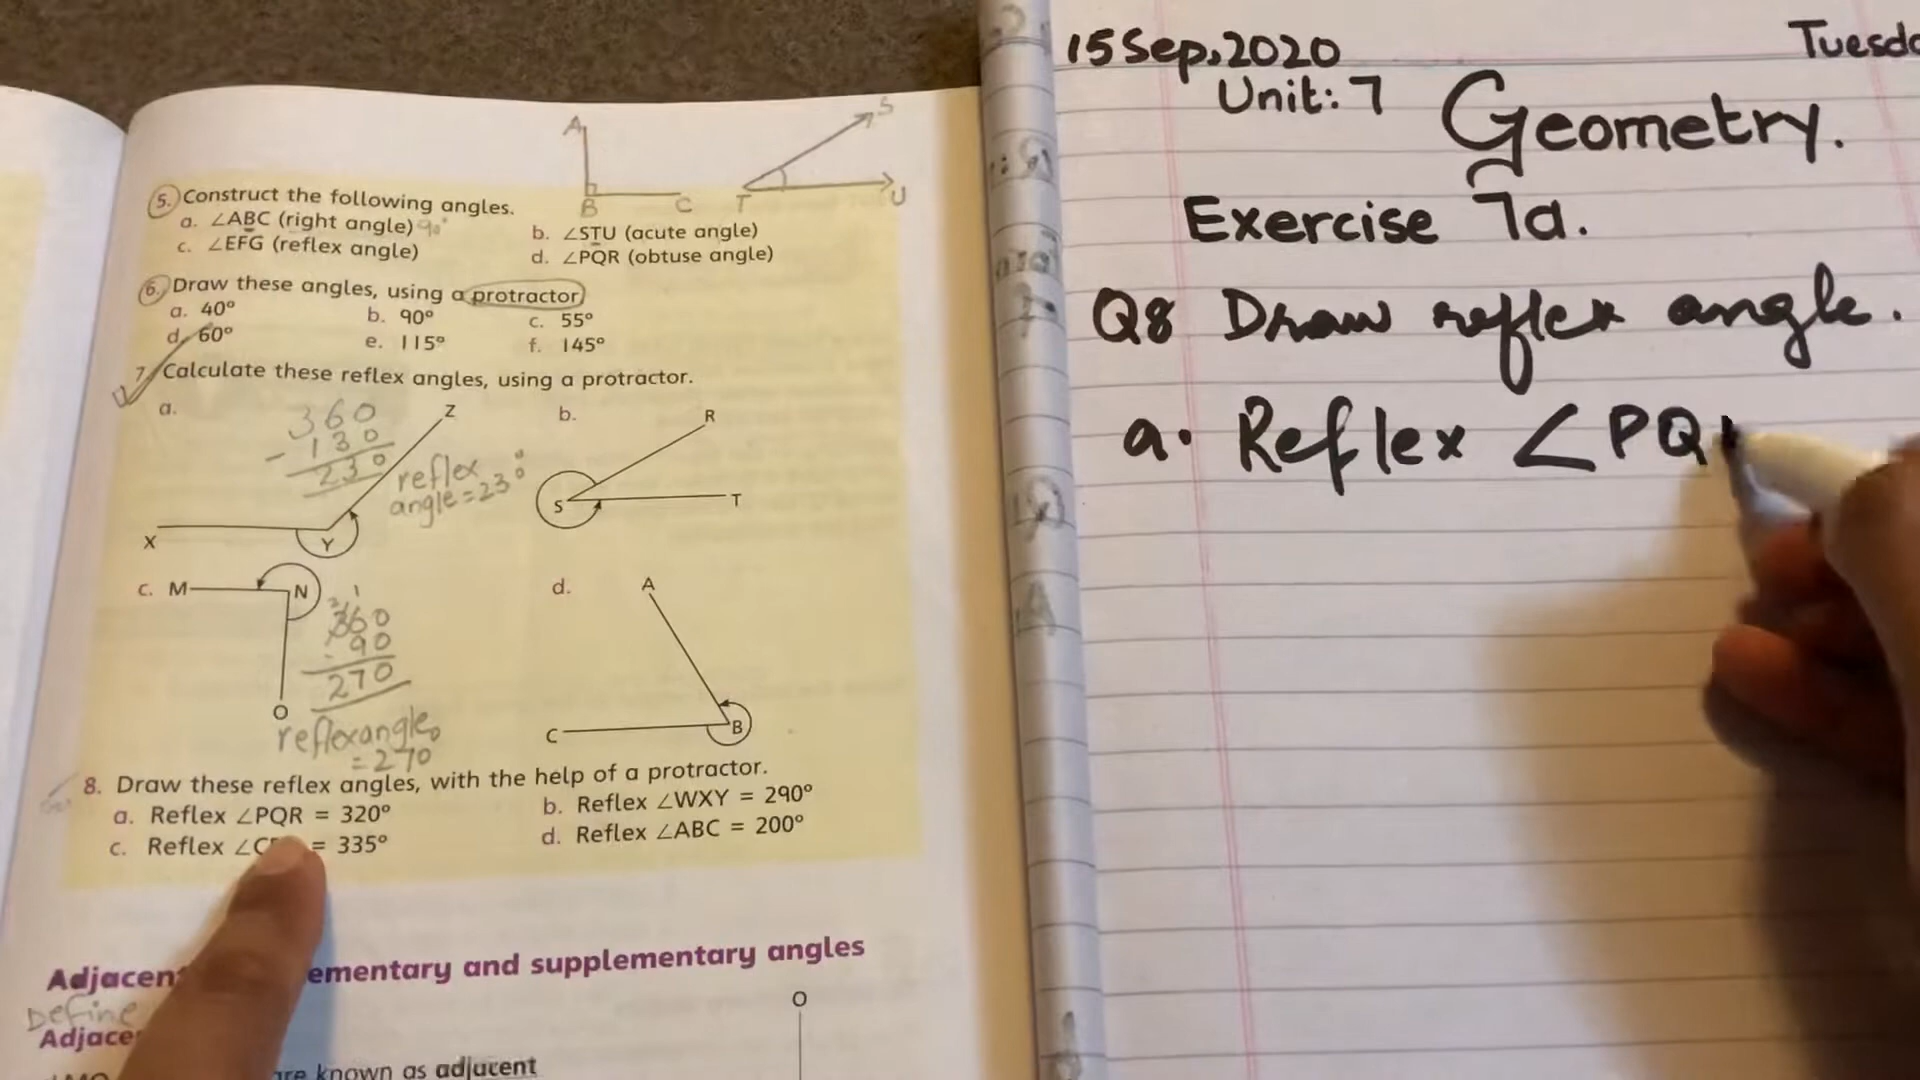 A
S
B
C
T
U
5. Construct the following angles.
a. ∠ABC (right angle) 90°
b. ∠STU (acute angle)
c. ∠EFG (reflex angle)
d. ∠PQR (obtuse angle)
6. Draw these angles, using a protractor
a. 40°
b. 90°
c. 55°
d. 60°
e. 115°
f. 145°
7. Calculate these reflex angles, using a protractor.
a.
360
- 130
230
reflex
angle = 230
Z
X
Y
b.
R
S
T
c. M
N
O
360
- 90
270
reflex angle
= 270
d.
A
C
B
8. Draw these reflex angles, with the help of a protractor.
a. Reflex ∠PQR = 320°
b. Reflex ∠WXY = 290°
c. Reflex ∠C = 335°
d. Reflex ∠ABC = 200°
Adjacen ementary and supplementary angles
Define
Adjace
O
are known as adjacent
15 Sep, 2020
Tuesda
Unit: 7 Geometry.
Exercise 7a.
Q8 Draw reflex angle.
a. Reflex ∠PQ